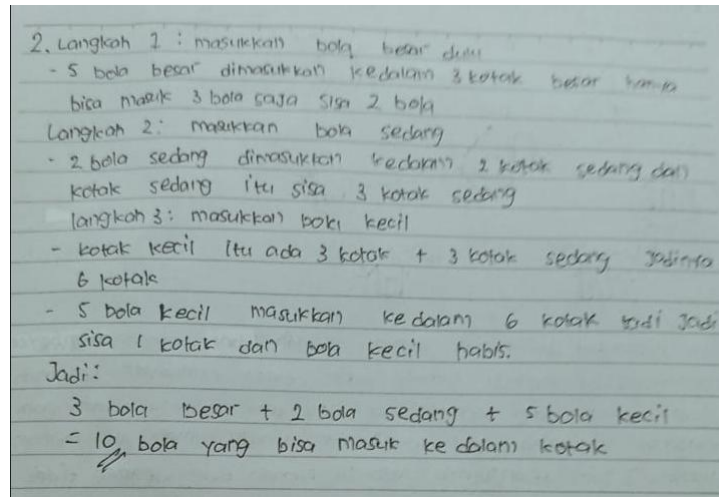 2. Langkah 1 : masukkan bola besar dulu
- 5 bola besar dimasukkan kedalam 3 kotak besar hanya
bisa masuk 3 bola saja sisa 2 bola
Langkah 2: masukkan bola sedang
- 2 bola sedang dimasukkan kedalam 2 kotak sedang dan
kotak sedang itu sisa 3 kotak sedang
langkah 3: masukkan bola kecil
- kotak kecil itu ada 3 kotak + 3 kotak sedang jadinya
6 kotak
- 5 bola kecil masukkan ke dalam 6 kotak tadi jadi
sisa 1 kotak dan bola kecil habis.
Jadi:
3 bola besar + 2 bola sedang + 5 bola kecil
= 10 bola yang bisa masuk ke dalam kotak